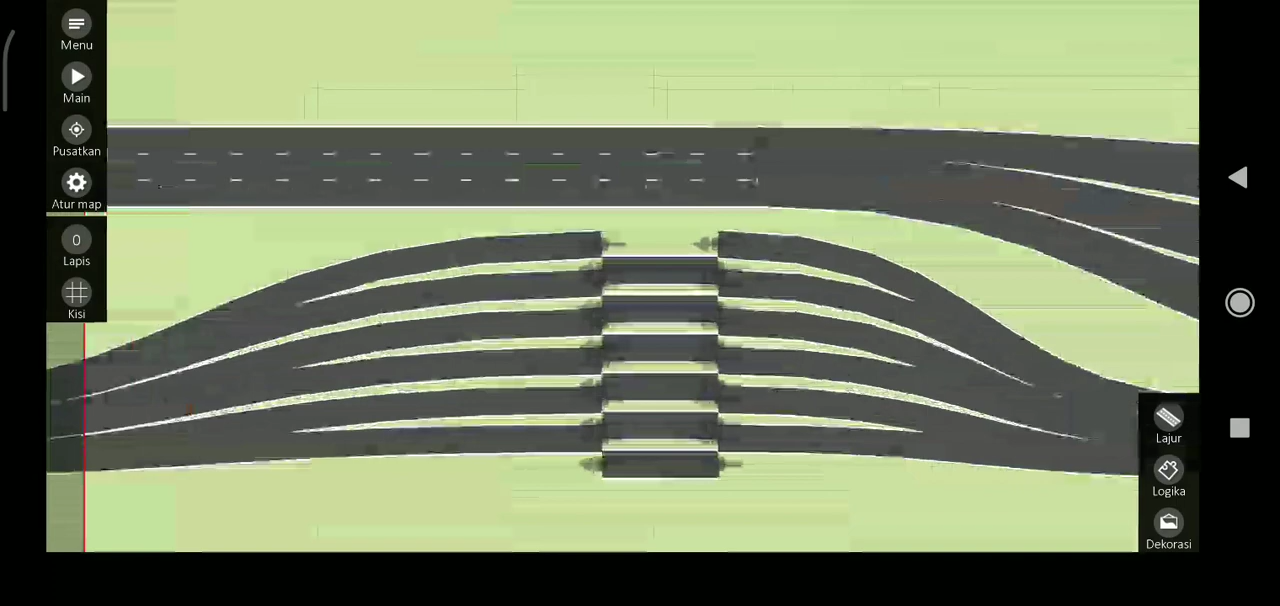 Menu
Main
Pusatkan
Atur map
0
Lapis
Kisi
Lajur
Logika
Dekorasi